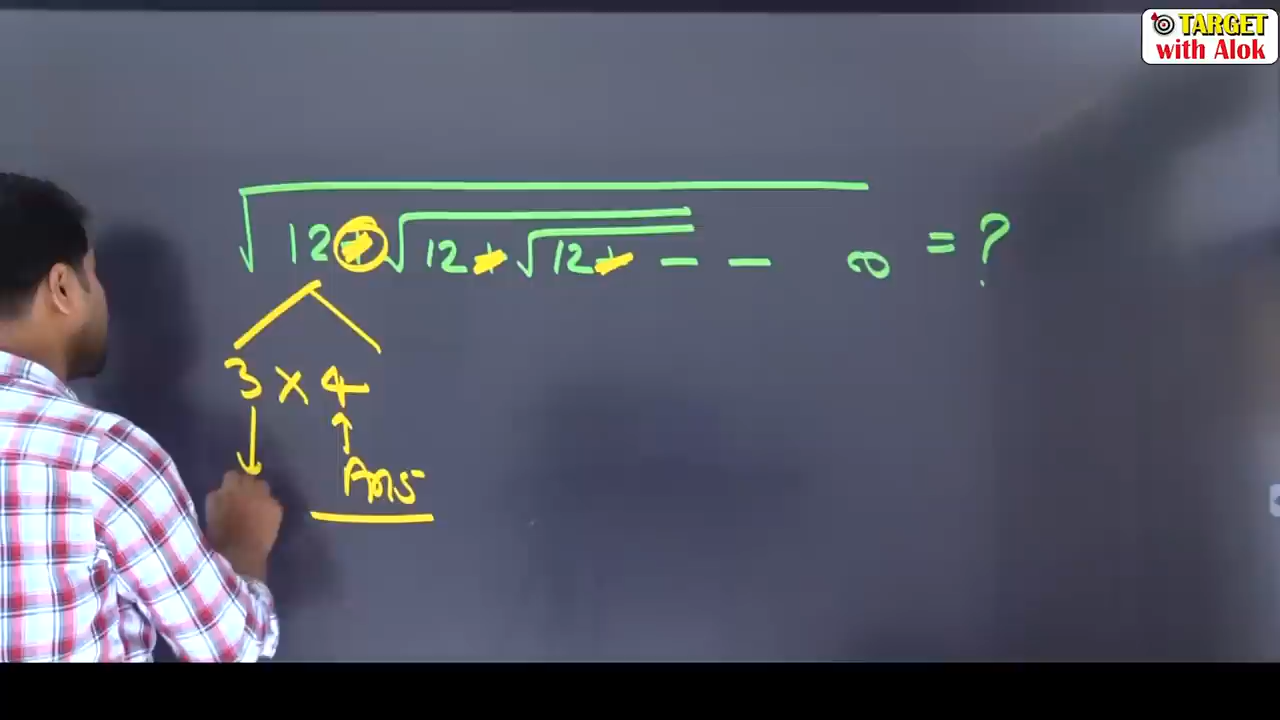 TARGET
with Alok
√12+√12+√12+ – – ∞ = ?
3 × 4
Ans